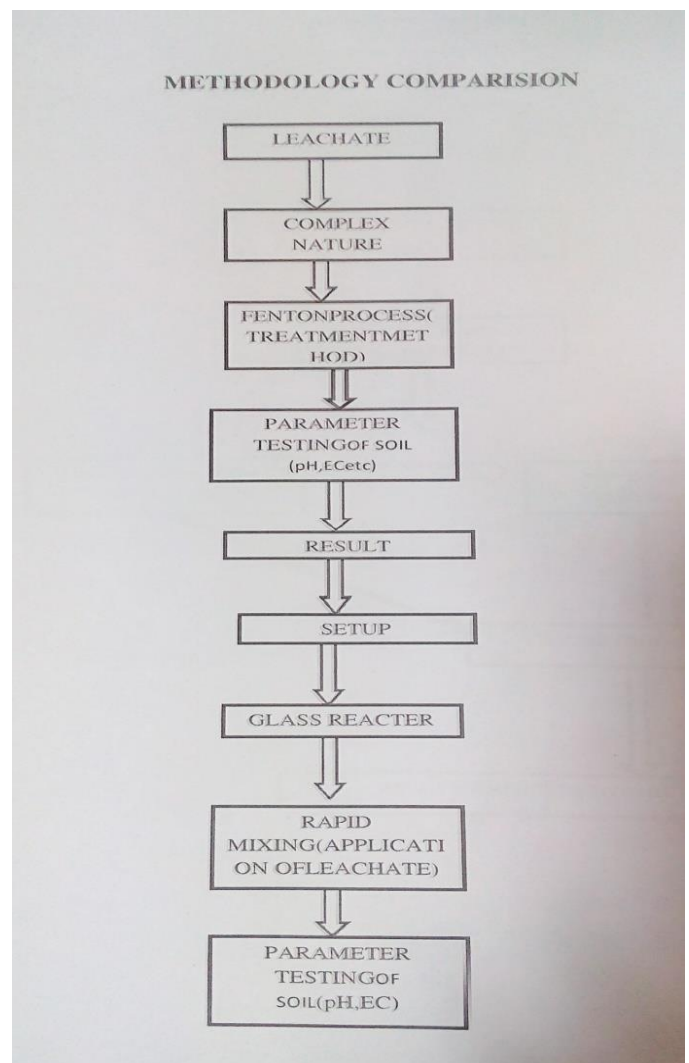 METHODOLOGY COMPARISION
LEACHATE
COMPLEX
NATURE
FENTONPROCESS(
TREATMENTMET
HOD)
PARAMETER
TESTINGOF SOIL
(pH,ECetc)
RESULT
SETUP
GLASS REACTER
RAPID
MIXING(APPLICATI
ON OFLEACHATE)
PARAMETER
TESTINGOF
SOIL(pH,EC)